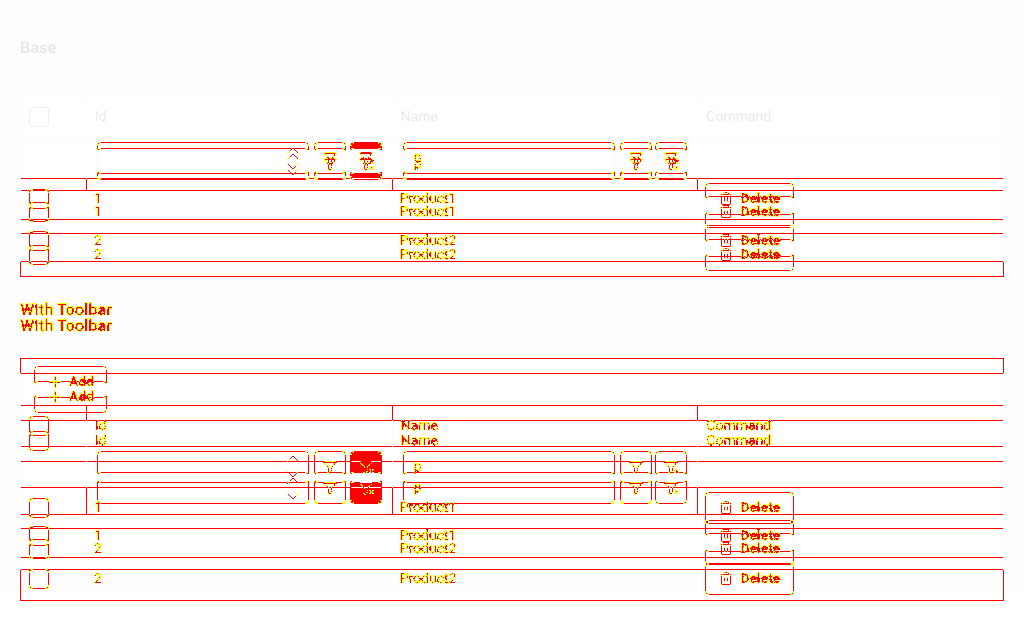 Base
Id Name Command
p
p
1 Product1 Delete
1 Product1 Delete
2 Product2 Delete
2 Product2 Delete
With Toolbar
With Toolbar
Add
Add
Id Name Command
Id Name Command
p
p
1 Product1 Delete
1 Product1 Delete
2 Product2 Delete
2 Product2 Delete